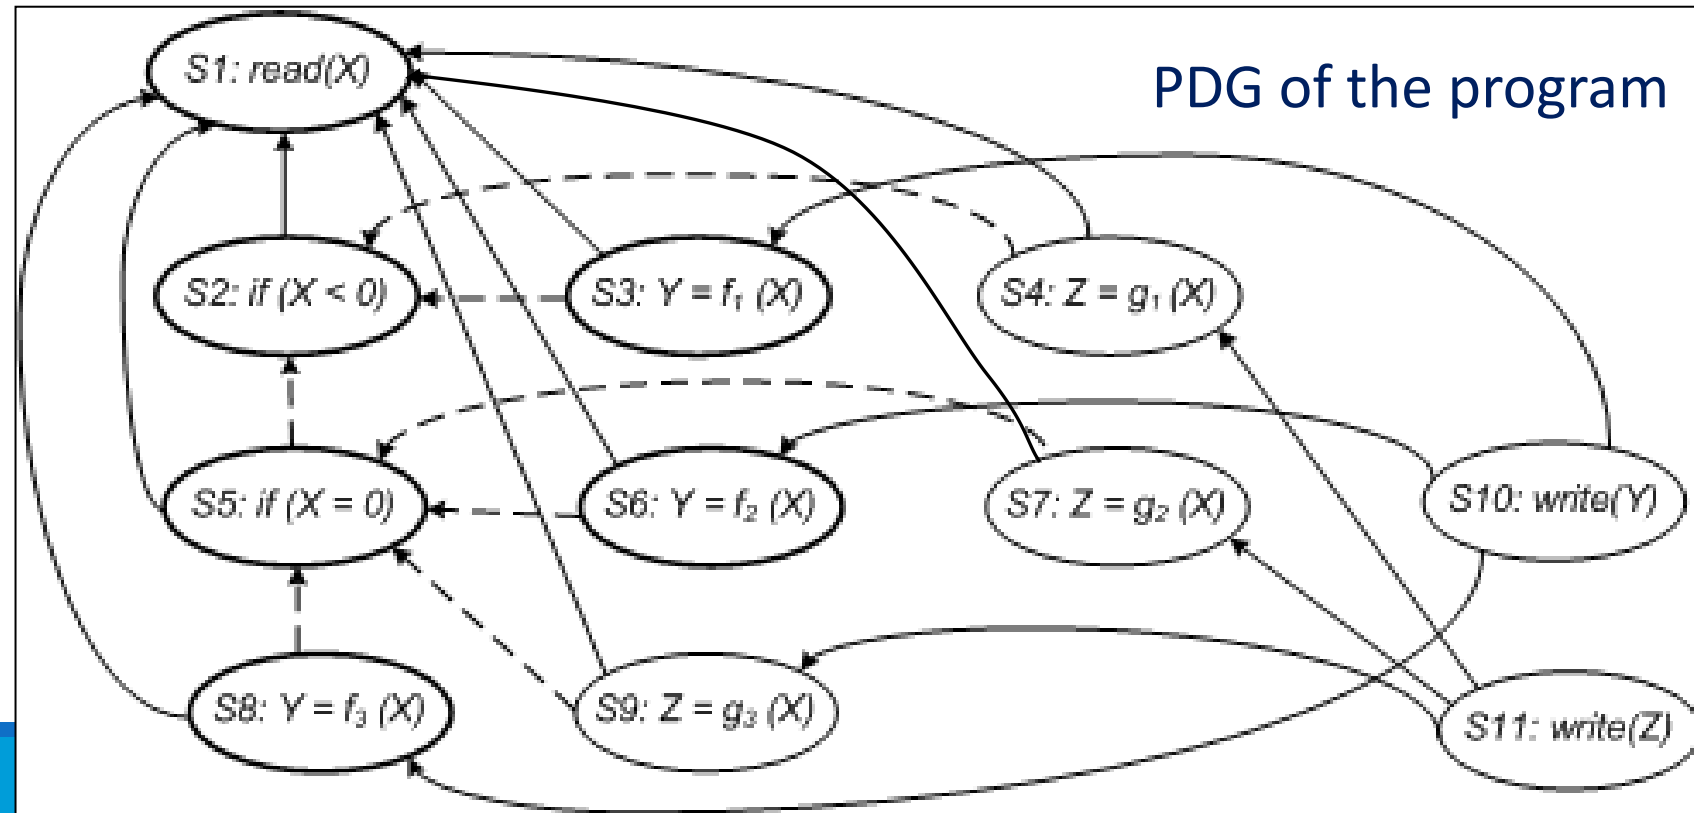 PDG of the program
S1: read(X)
S2: if (X < 0)
S3: Y = f₁ (X)
S4: Z = g₁ (X)
S5: if (X = 0)
S6: Y = f₂ (X)
S7: Z = g₂ (X)
S10: write(Y)
S8: Y = f₃ (X)
S9: Z = g₃ (X)
S11: write(Z)